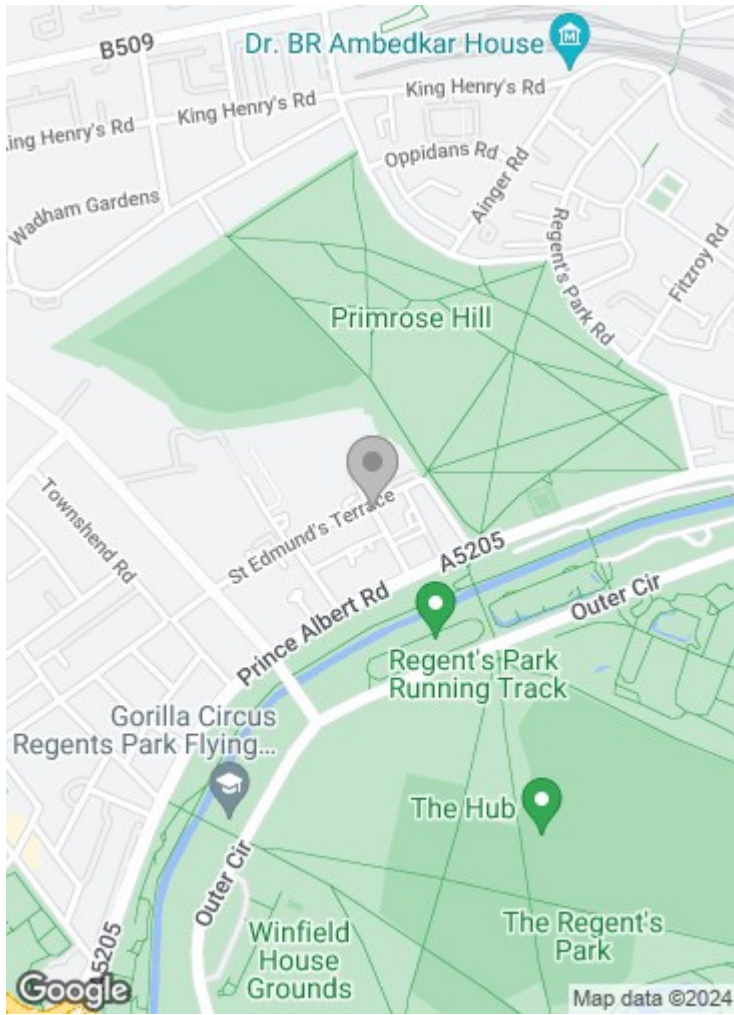 B509
Dr. BR Ambedkar House
King Henry's Rd
King Henry's Rd
King Henry's Rd
Oppidans Rd
Ainger Rd
Wadham Gardens
Regent's Park Rd
Fitzroy Rd
Primrose Hill
Townshend Rd
St Edmund's Terrace
A5205
Prince Albert Rd
Outer Cir
Regent's Park
Running Track
Gorilla Circus
Regents Park Flying...
The Hub
Outer Cir
The Regent's
Park
Winfield
House
Grounds
A5205
Google
Map data ©2024